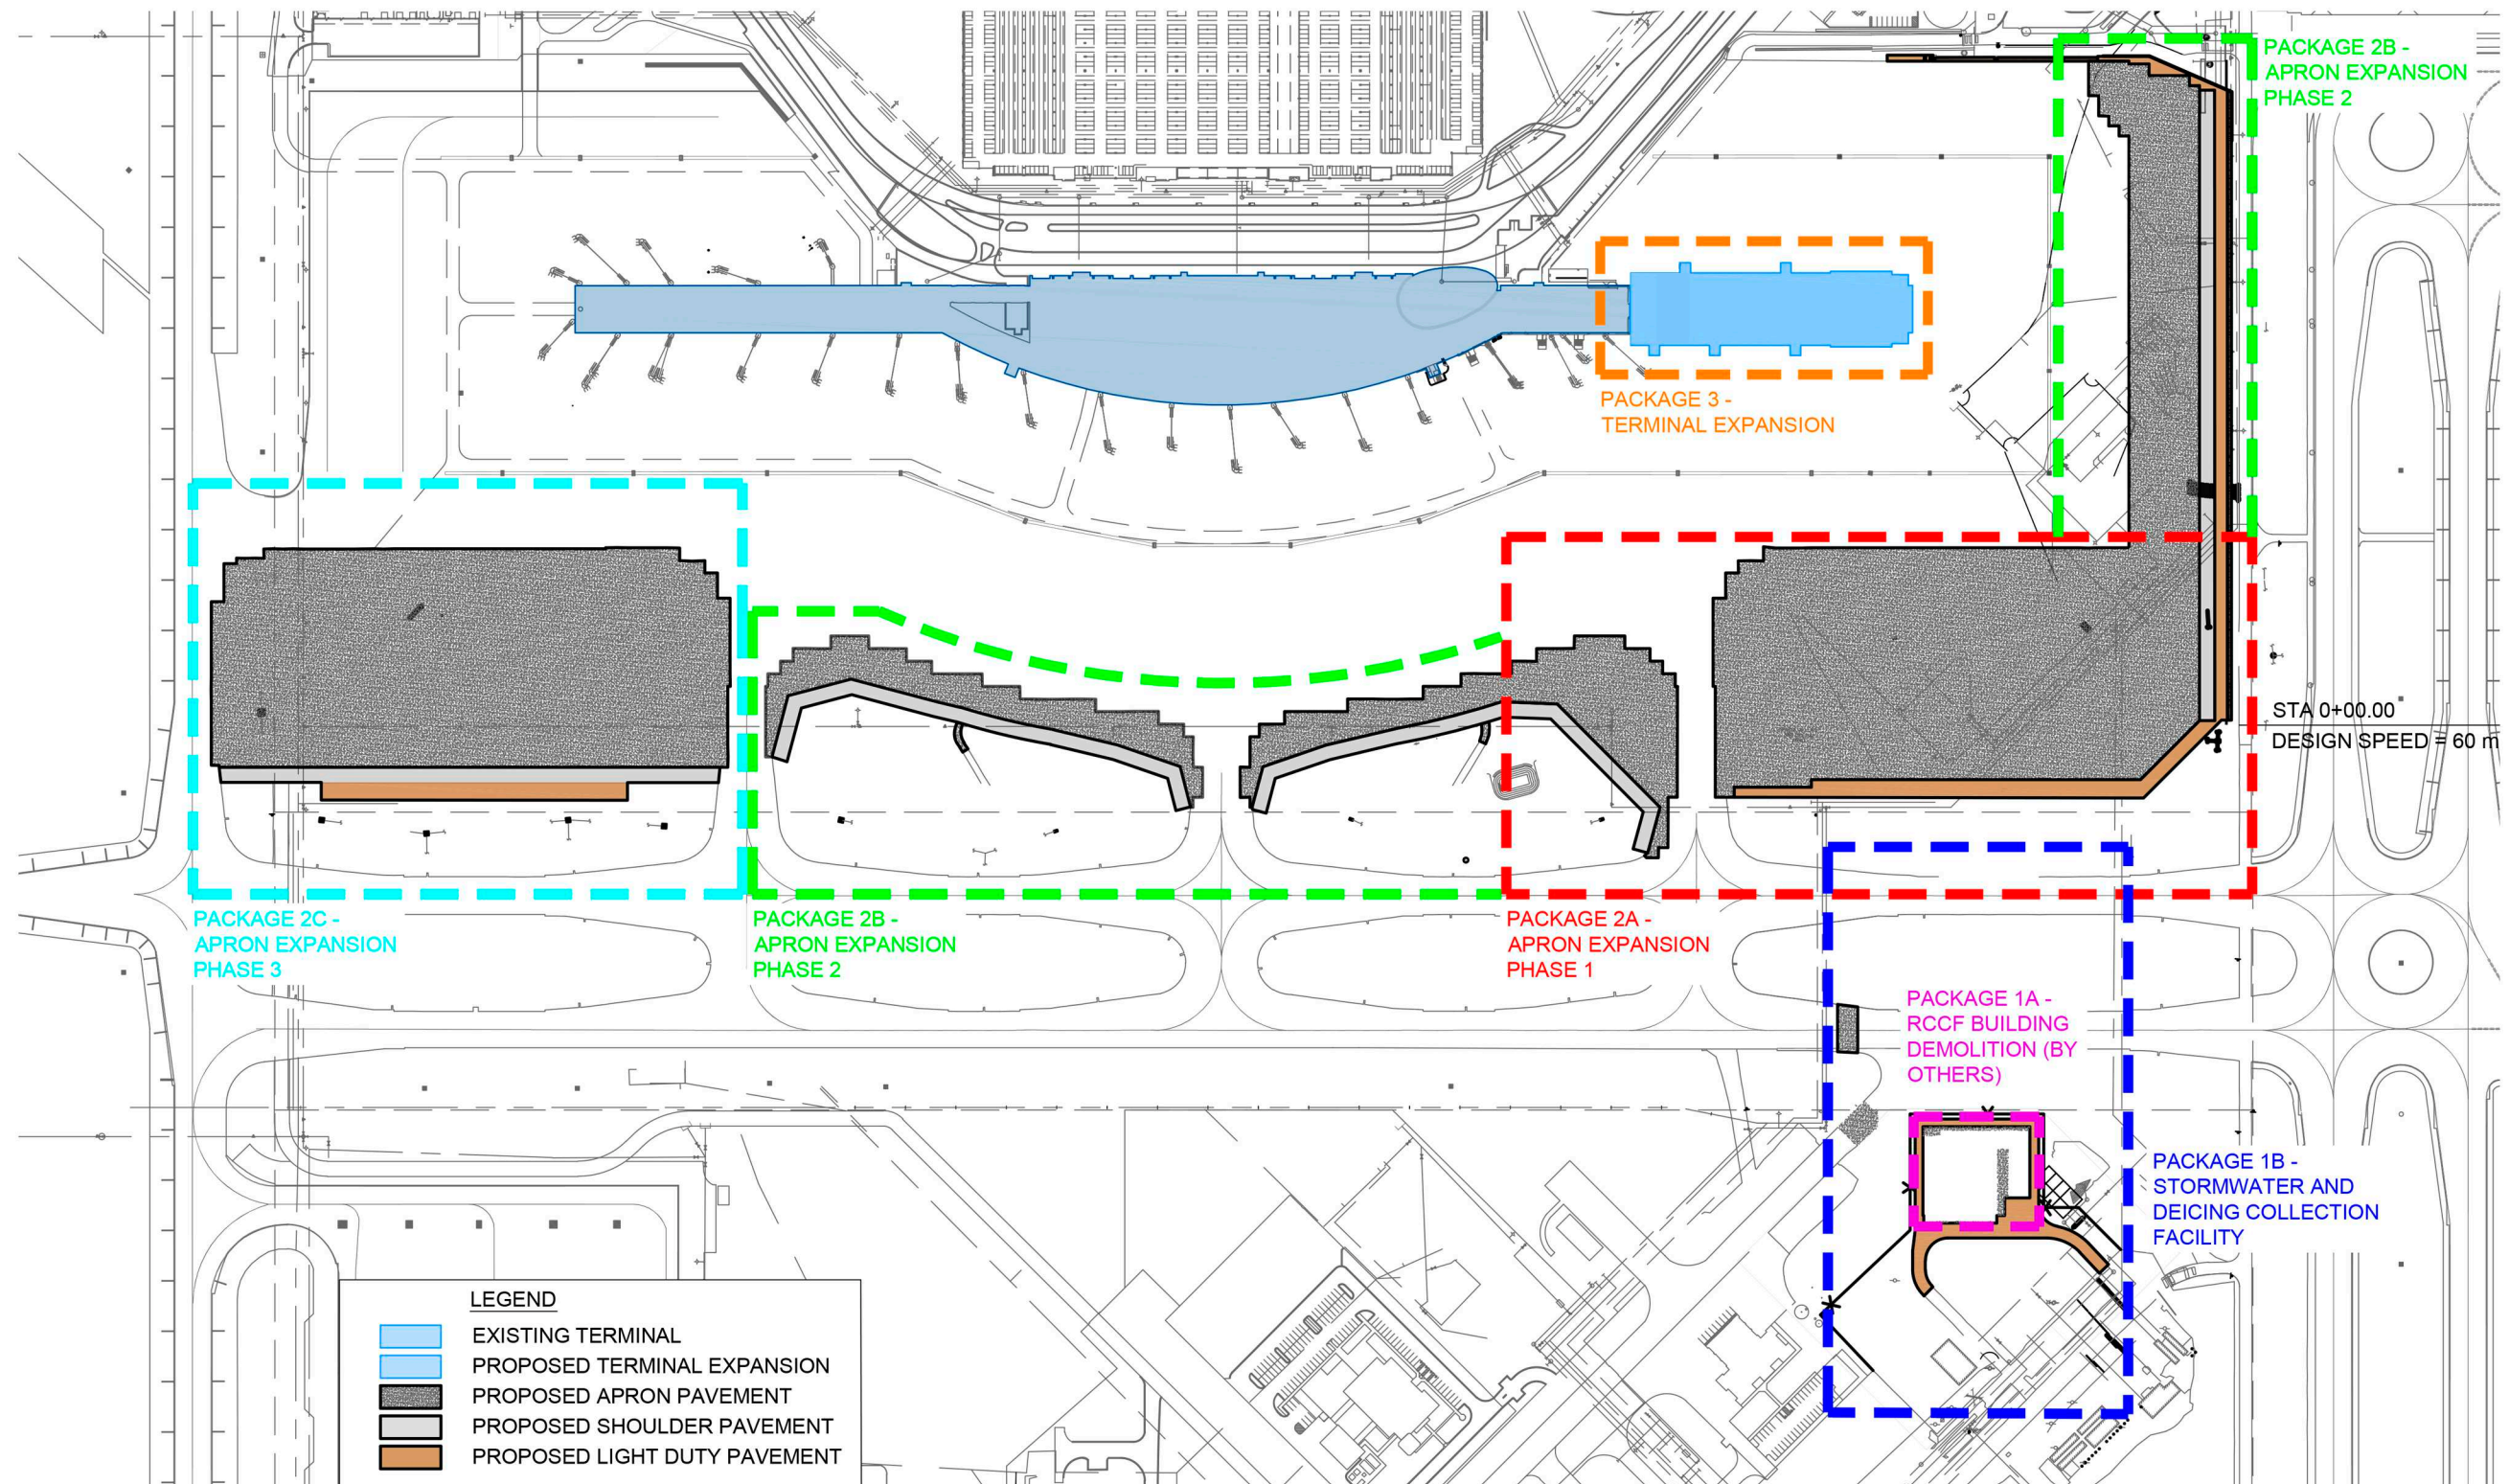 PACKAGE 2B -
APRON EXPANSION
PHASE 2
PACKAGE 3 -
TERMINAL EXPANSION
STA 0+00.00
DESIGN SPEED = 60 m
PACKAGE 2C -
APRON EXPANSION
PHASE 3
PACKAGE 2B -
APRON EXPANSION
PHASE 2
PACKAGE 2A -
APRON EXPANSION
PHASE 1
PACKAGE 1A -
RCCF BUILDING
DEMOLITION (BY
OTHERS)
PACKAGE 1B -
STORMWATER AND
DEICING COLLECTION
FACILITY
LEGEND
EXISTING TERMINAL
PROPOSED TERMINAL EXPANSION
PROPOSED APRON PAVEMENT
PROPOSED SHOULDER PAVEMENT
PROPOSED LIGHT DUTY PAVEMENT